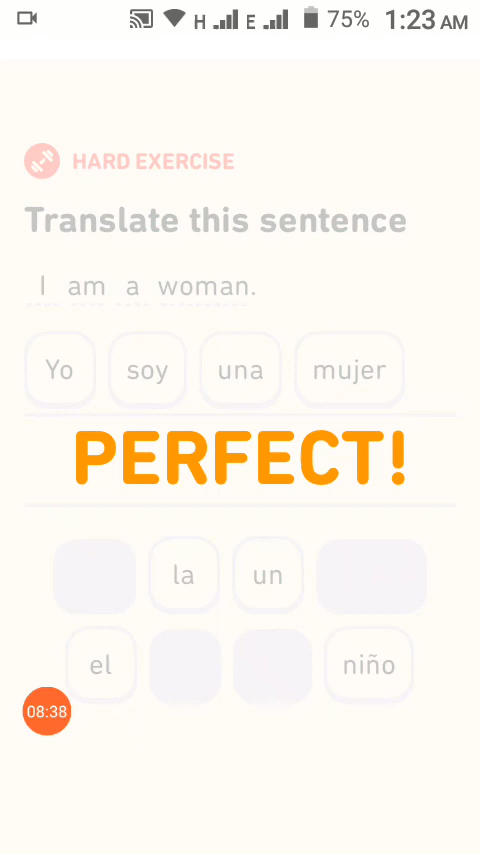 H E 75% 1:23 AM
HARD EXERCISE
Translate this sentence
I am a woman.
Yo soy una mujer
PERFECT!
la un
el niño
08:38